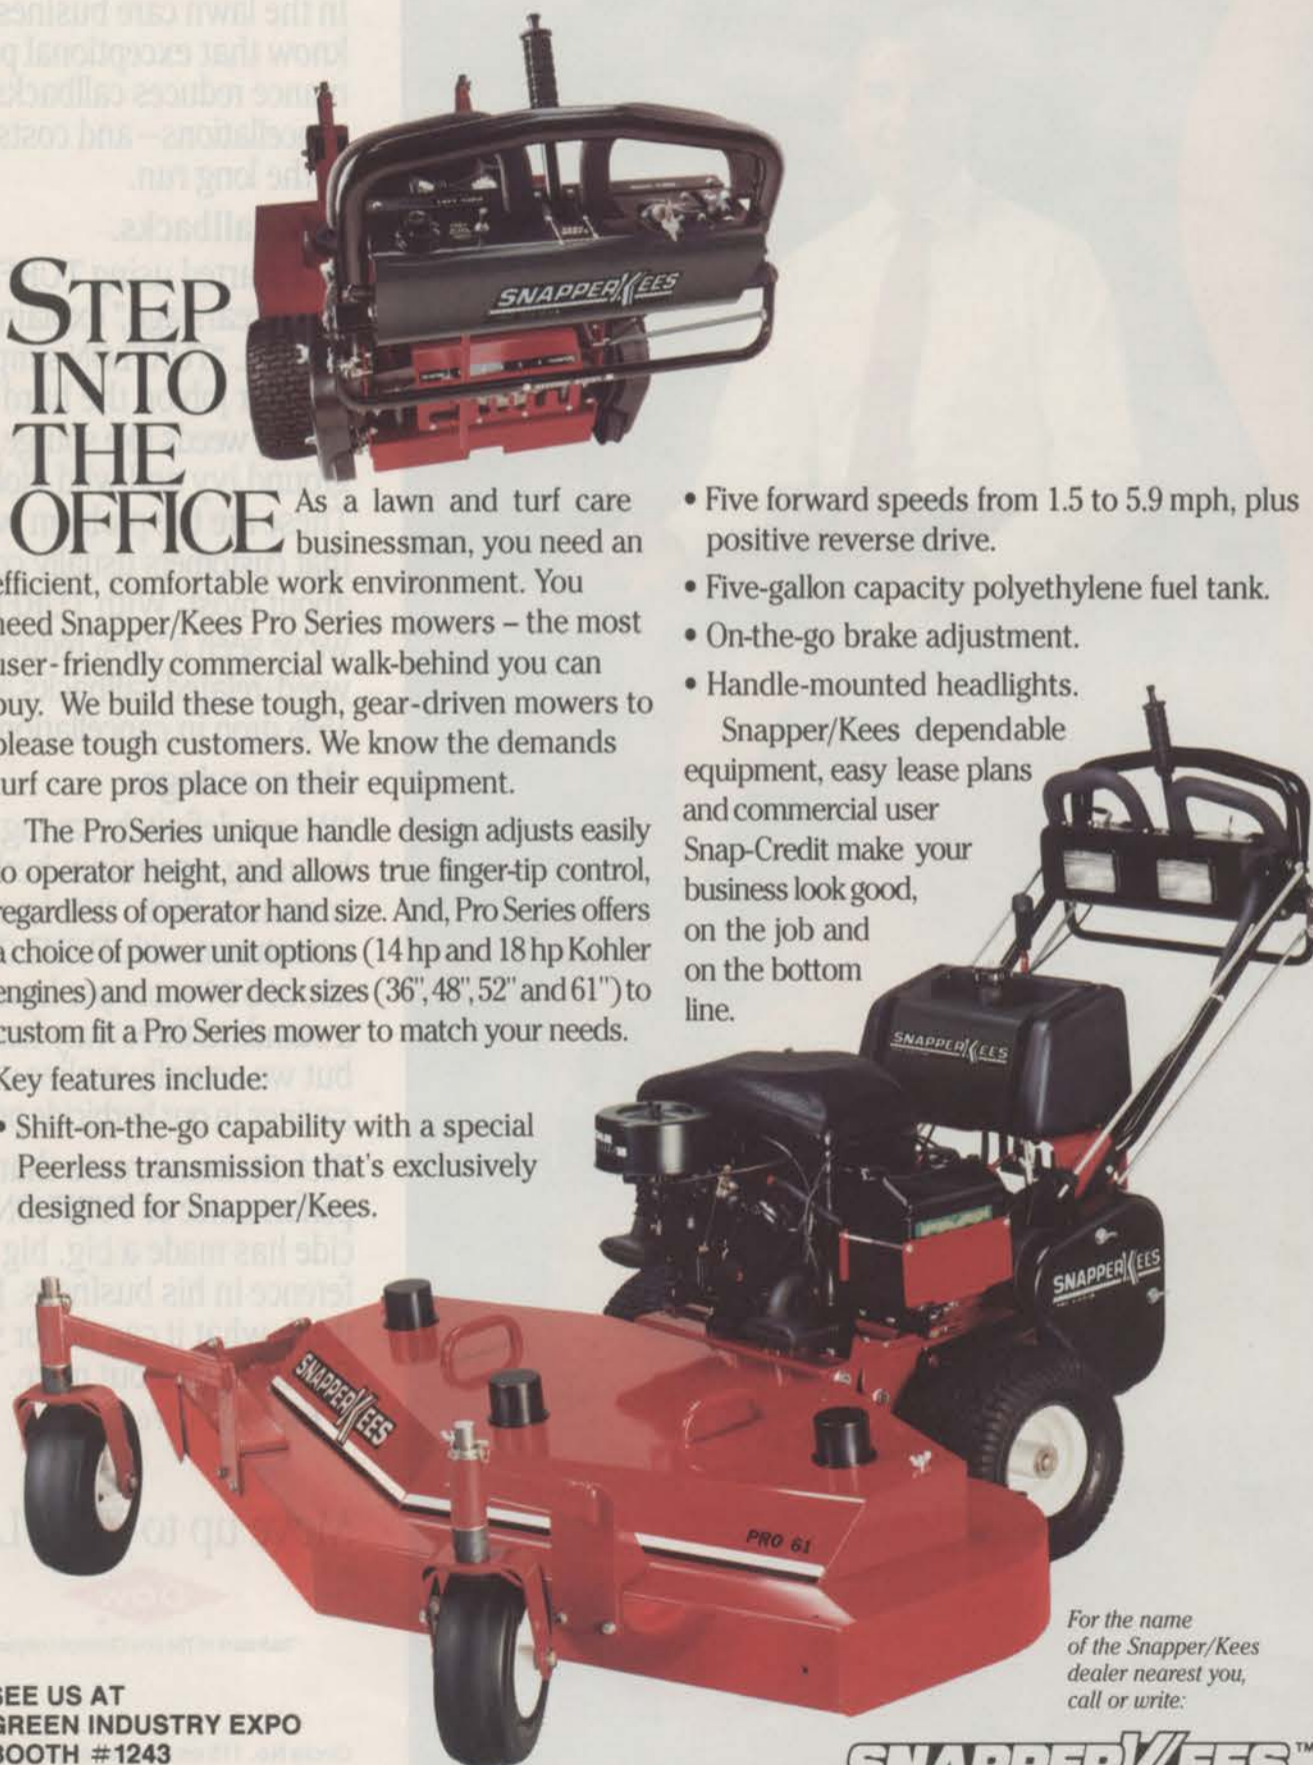 STEP
INTO
THE
OFFICE
As a lawn and turf care
businessman, you need an
efficient, comfortable work environment. You
need Snapper/Kees Pro Series mowers – the most
user-friendly commercial walk-behind you can
buy. We build these tough, gear-driven mowers to
please tough customers. We know the demands
turf care pros place on their equipment.
The ProSeries unique handle design adjusts easily
to operator height, and allows true finger-tip control,
regardless of operator hand size. And, Pro Series offers
a choice of power unit options (14 hp and 18 hp Kohler
engines) and mower deck sizes (36", 48", 52" and 61") to
custom fit a Pro Series mower to match your needs.
Key features include:
• Shift-on-the-go capability with a special
Peerless transmission that's exclusively
designed for Snapper/Kees.
• Five forward speeds from 1.5 to 5.9 mph, plus
positive reverse drive.
• Five-gallon capacity polyethylene fuel tank.
• On-the-go brake adjustment.
• Handle-mounted headlights.
Snapper/Kees dependable
equipment, easy lease plans
and commercial user
Snap-Credit make your
business look good,
on the job and
on the bottom
line.
SNAPPER KEES
SNAPPER KEES
SNAPPER KEES
SNAPPER KEES
PRO 61
For the name
of the Snapper/Kees
dealer nearest you,
call or write:
SEE US AT
GREEN INDUSTRY EXPO
BOOTH #1243
SNAPPER KEES™